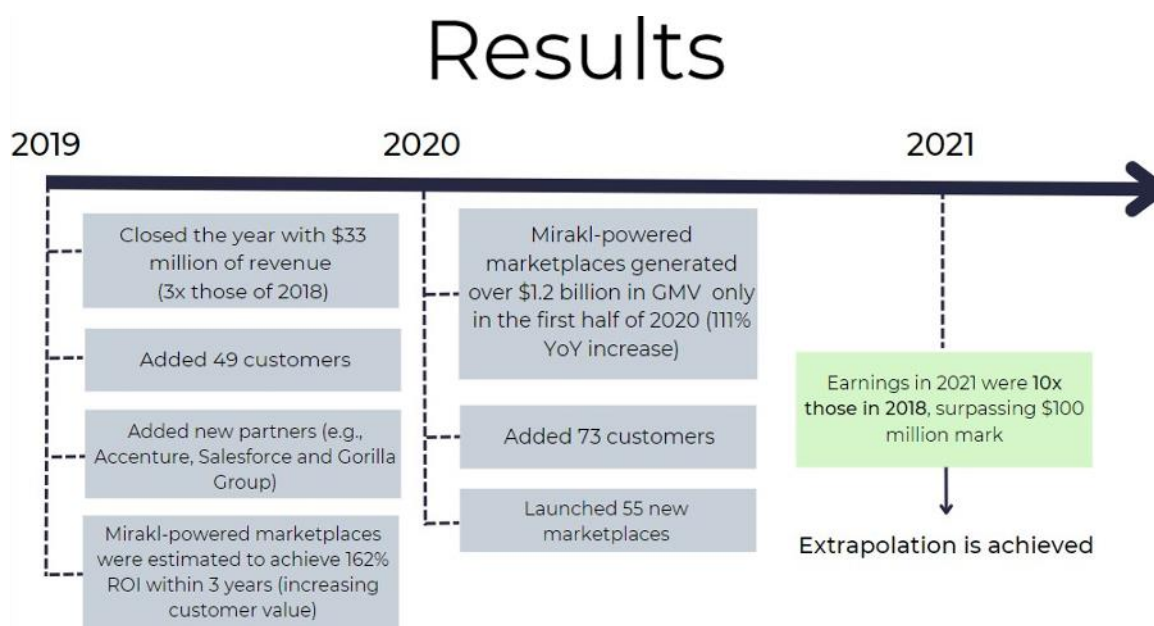 Results
2019
2020
2021
Closed the year with $33
million of revenue
(3x those of 2018)
Added 49 customers
Added new partners (e.g.,
Accenture, Salesforce and Gorilla
Group)
Mirakl-powered marketplaces
were estimated to achieve 162%
ROI within 3 years (increasing
customer value)
Mirakl-powered
marketplaces generated
over $1.2 billion in GMV only
in the first half of 2020 (111%
YoY increase)
Added 73 customers
Launched 55 new
marketplaces
Earnings in 2021 were 10x
those in 2018, surpassing $100
million mark
Extrapolation is achieved